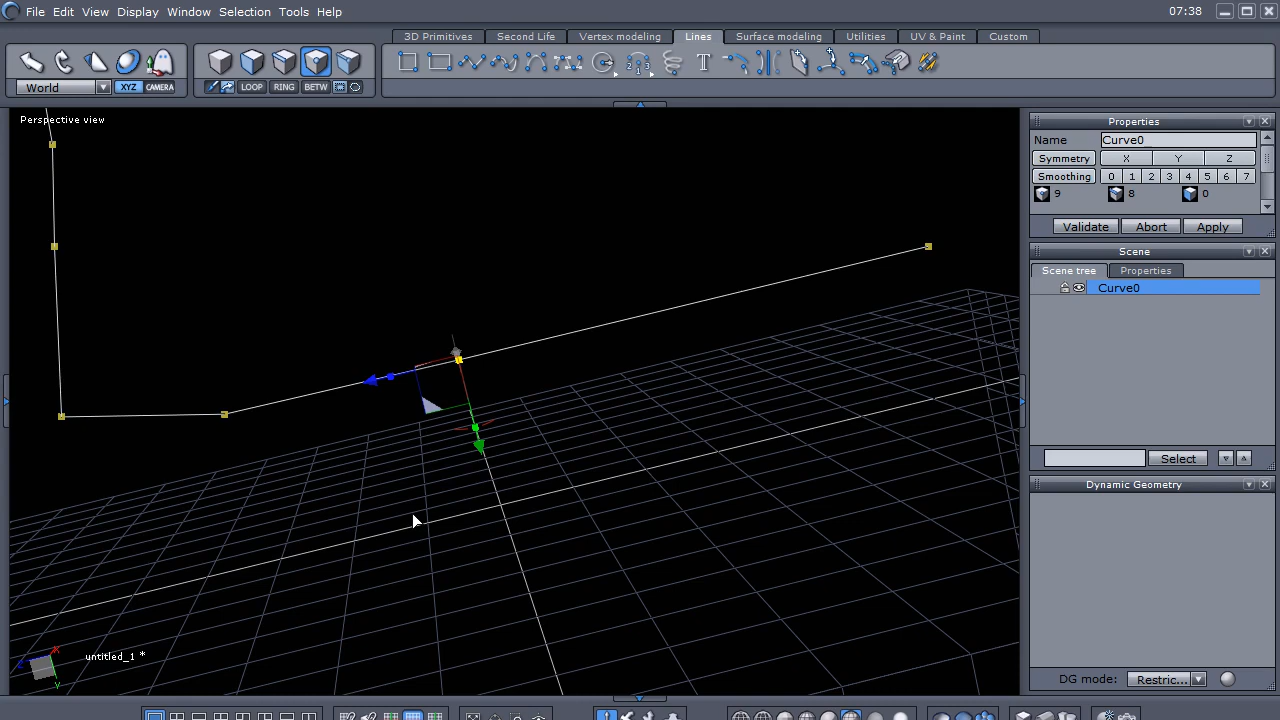 File Edit View Display Window Selection Tools Help 07:38
3D Primitives Second Life Vertex modeling Lines Surface modeling Utilities UV & Paint Custom
World XYZ CAMERA LOOP RING BETW
Perspective view
Properties
Name Curve0
Symmetry X Y Z
Smoothing 0 1 2 3 4 5 6 7
9 8 0
Validate Abort Apply
Scene
Scene tree Properties
Curve0
Select
Dynamic Geometry
untitled_1 *
X
Z
Y
DG mode: Restric...